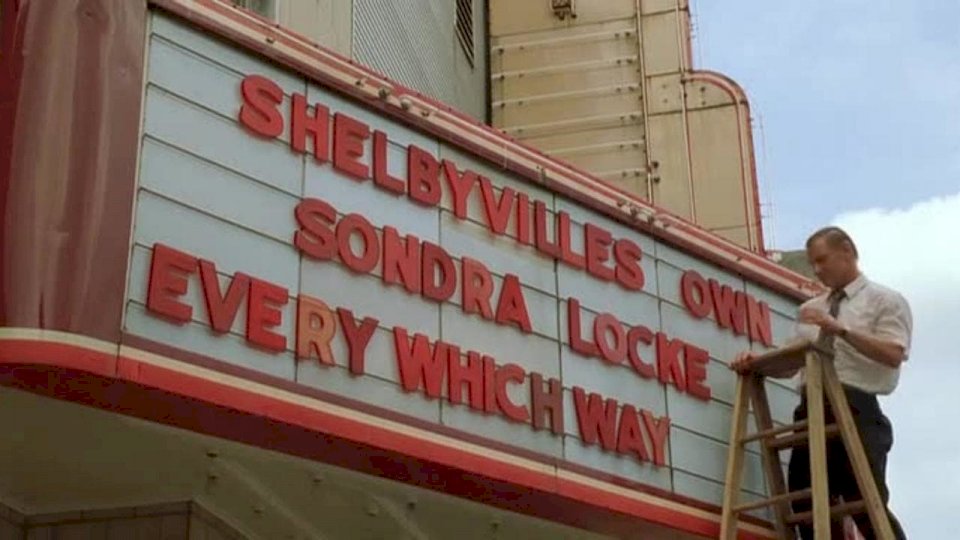 SHELBYVILLES OWN
SONDRA LOCKE
EVERY WHICH WAY